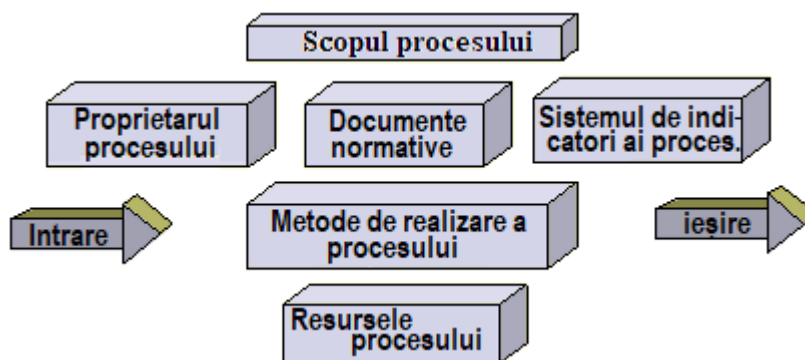 Scopul procesului
Proprietarul
procesului
Documente
normative
Sistemul de indi-
catori ai proces.
Intrare
Metode de realizare a
procesului
ieșire
Resursele
procesului